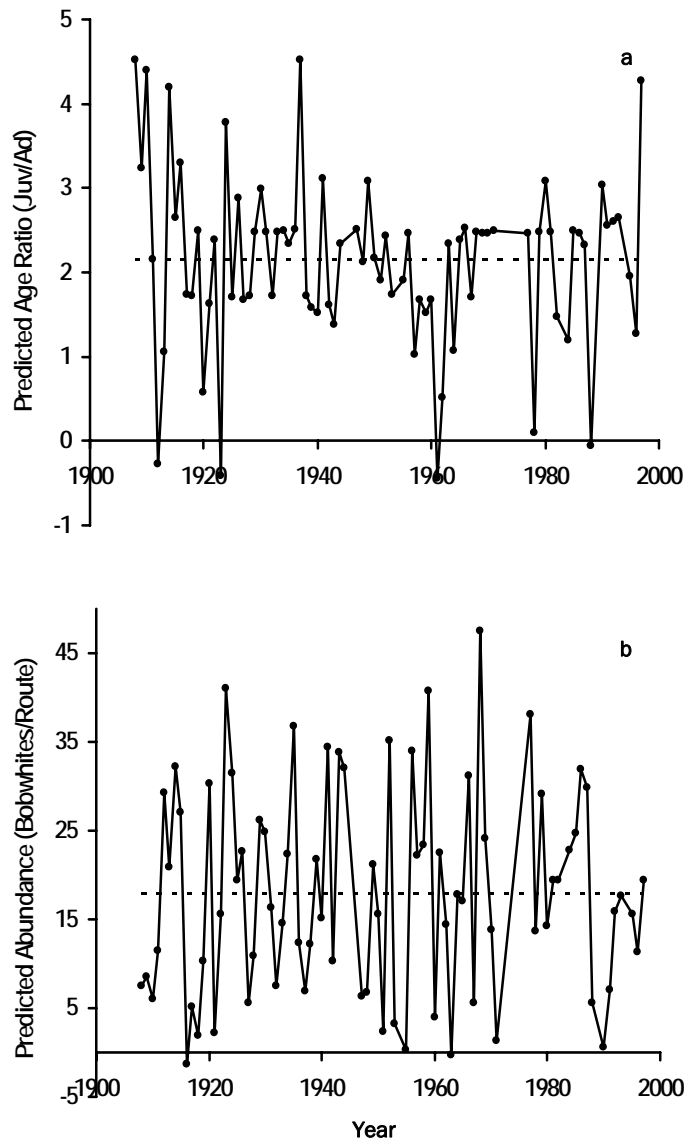 5
a
4
3
2
1
0
-1
Predicted Age Ratio (Juv/Ad)
1900 1920 1940 1960 1980 2000
45
b
35
25
15
5
-5
Predicted Abundance (Bobwhites/Route)
1900 1920 1940 1960 1980 2000
Year